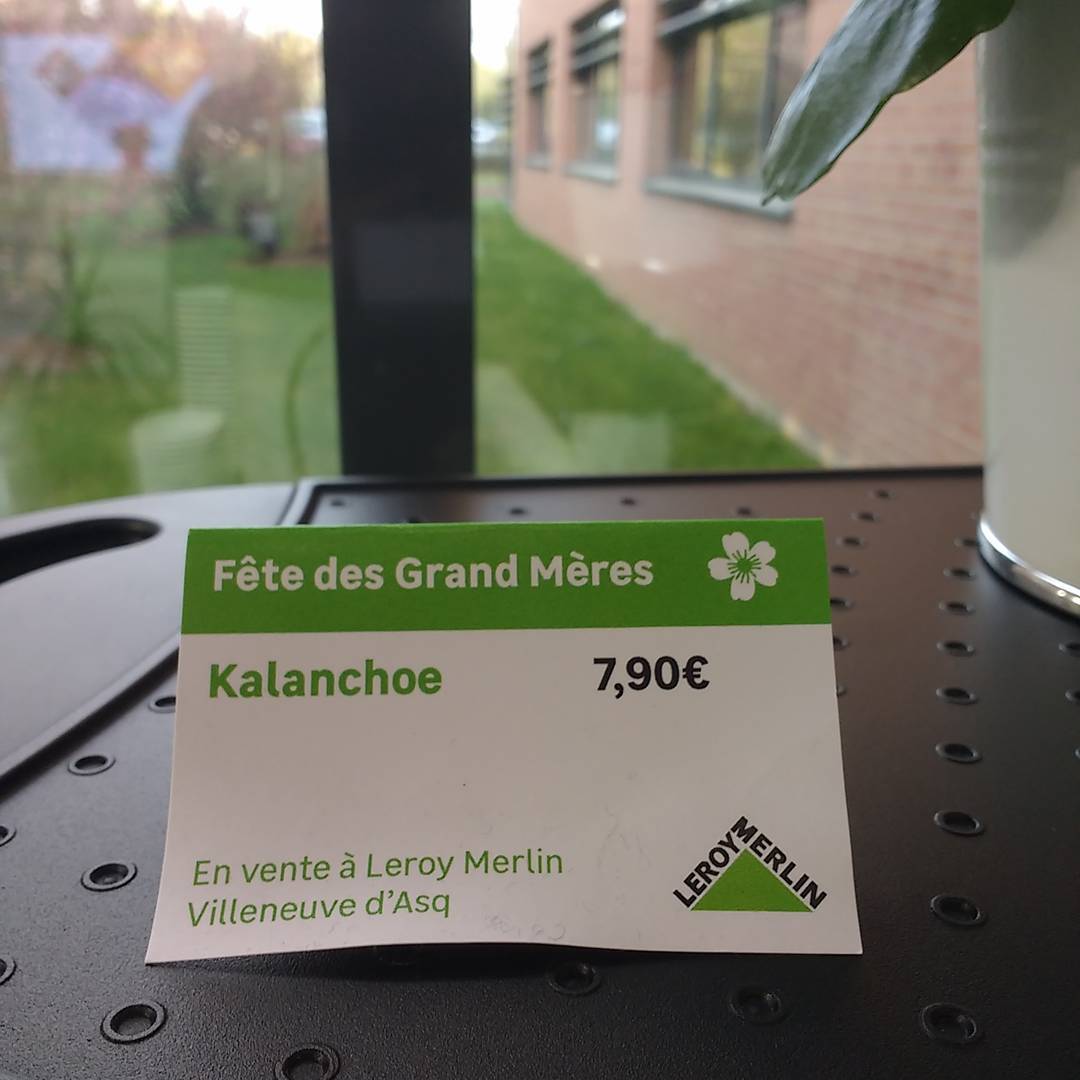 Fête des Grand Mères
Kalanchoe 7,90€
En vente à Leroy Merlin
Villeneuve d'Asq
LEROY MERLIN